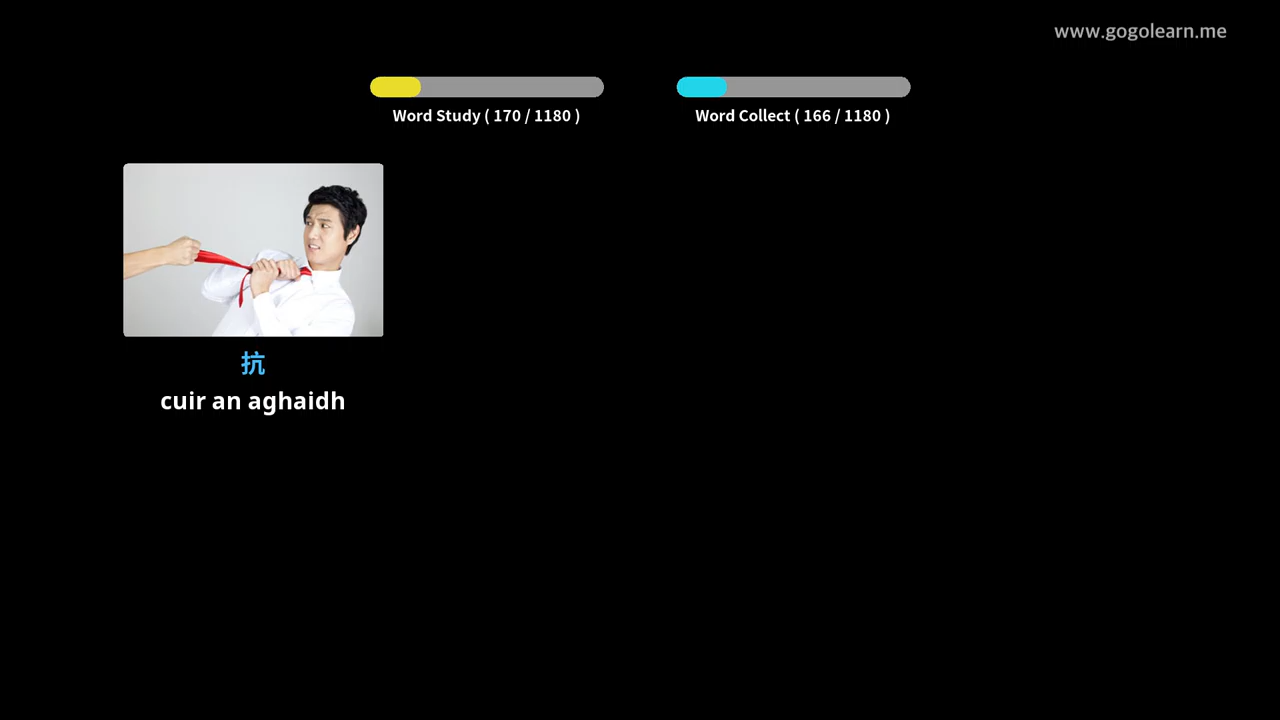 www.gogolearn.me
Word Study ( 170 / 1180 )
Word Collect ( 166 / 1180 )
抗
cuir an aghaidh